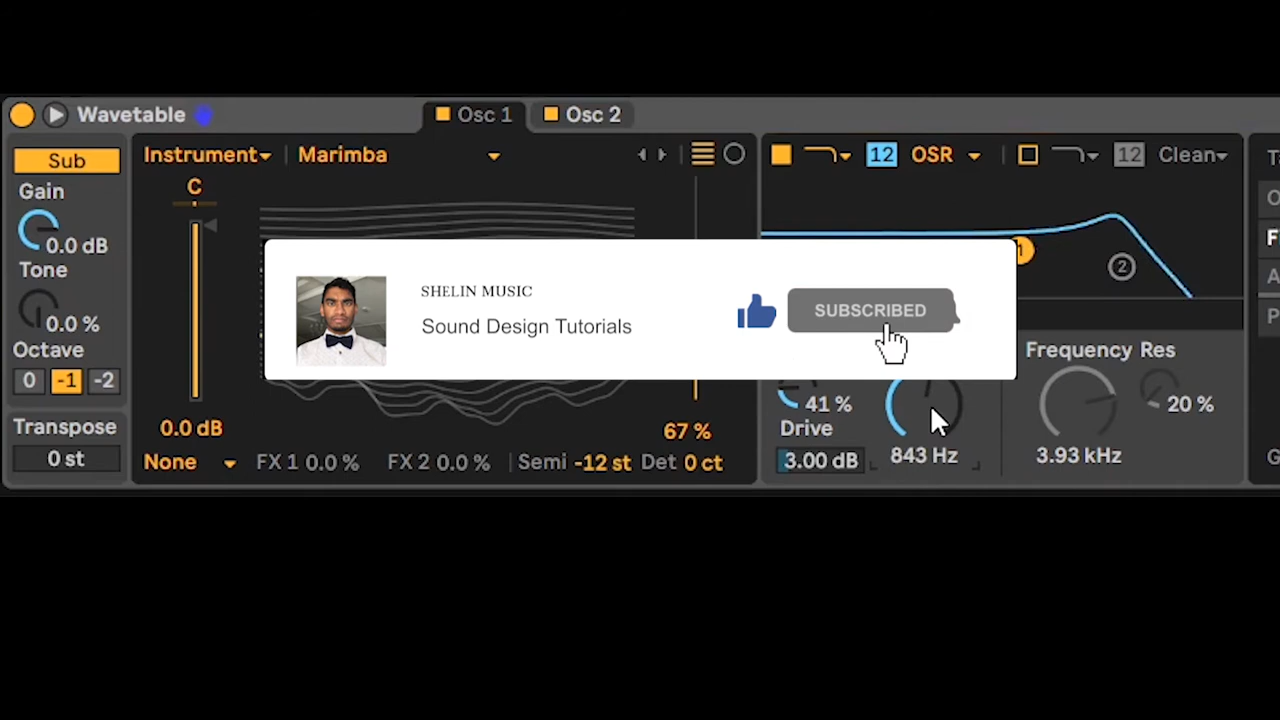 Wavetable
Osc 1
Osc 2
Sub
Instrument
Marimba
12
OSR
12
Clean
Gain
C
0.0 dB
Tone
0.0 %
2
SHELIN MUSIC
Sound Design Tutorials
SUBSCRIBED
Octave
0 -1 -2
Frequency Res
41 %
20 %
Transpose
0.0 dB
67 %
Drive
0 st
None
FX 1 0.0 %
FX 2 0.0 %
Semi -12 st
Det 0 ct
3.00 dB
843 Hz
3.93 kHz